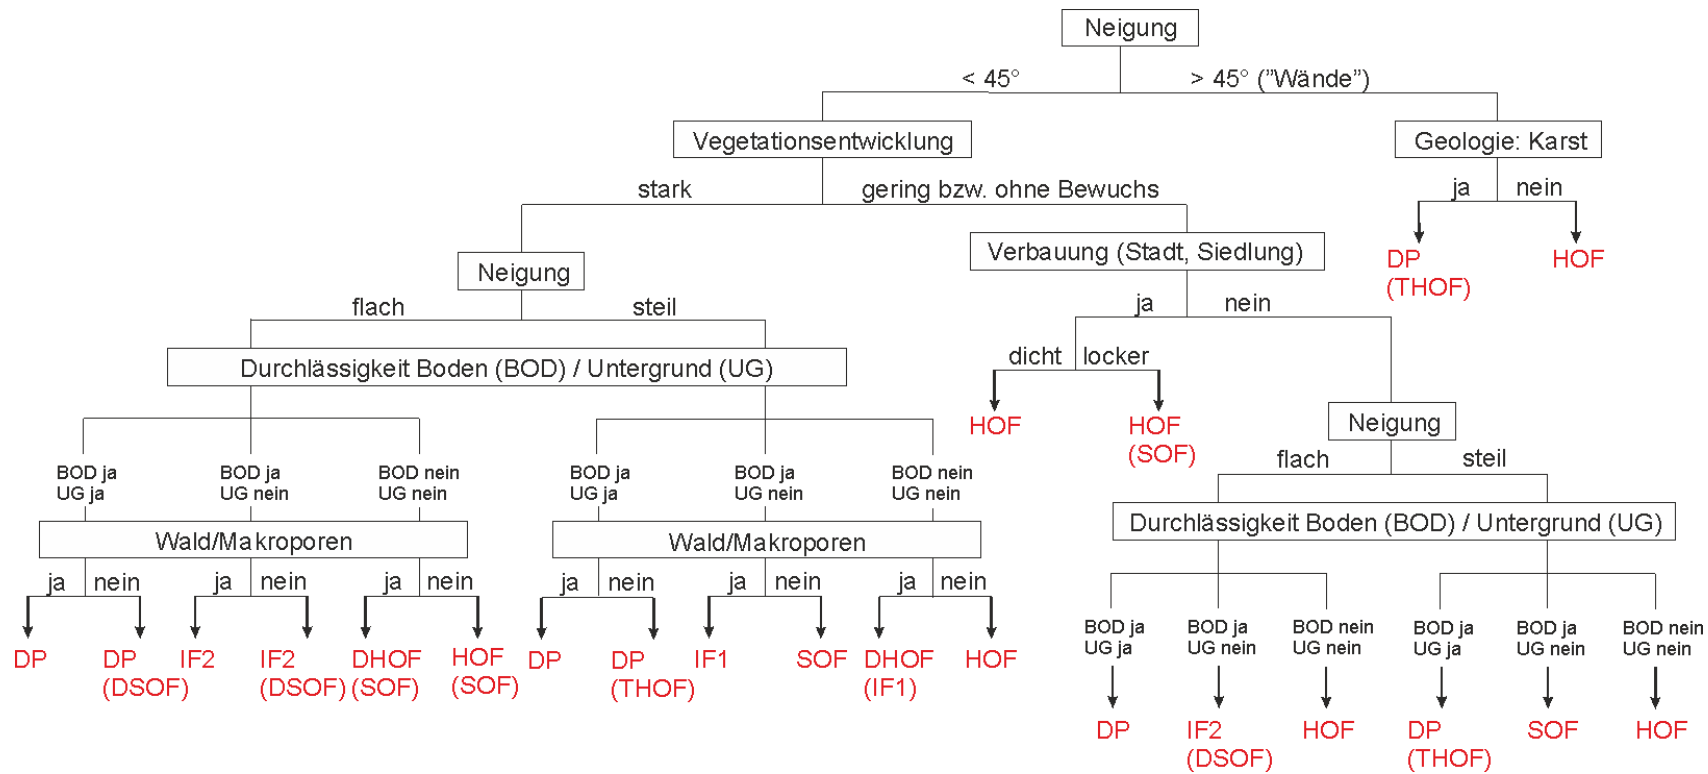 Neigung
< 45°
> 45° ("Wände")
Vegetationsentwicklung
Geologie: Karst
stark
gering bzw. ohne Bewuchs
ja
nein
Neigung
Verbauung (Stadt, Siedlung)
DP
(THOF)
HOF
flach
steil
ja
nein
Durchlässigkeit Boden (BOD) / Untergrund (UG)
dicht
locker
HOF
HOF
(SOF)
Neigung
flach
steil
BOD ja
UG ja
BOD ja
UG nein
BOD nein
UG nein
BOD ja
UG ja
BOD ja
UG nein
BOD nein
UG nein
Durchlässigkeit Boden (BOD) / Untergrund (UG)
Wald/Makroporen
Wald/Makroporen
ja
nein
ja
nein
ja
nein
ja
nein
ja
nein
ja
nein
DP
DP
(DSOF)
IF2
IF2
(DSOF)
DHOF
(SOF)
HOF
(SOF)
DP
DP
(THOF)
IF1
SOF
DHOF
(IF1)
HOF
BOD ja
UG ja
BOD ja
UG nein
BOD nein
UG nein
BOD ja
UG ja
BOD ja
UG nein
BOD nein
UG nein
DP
IF2
(DSOF)
HOF
DP
(THOF)
SOF
HOF